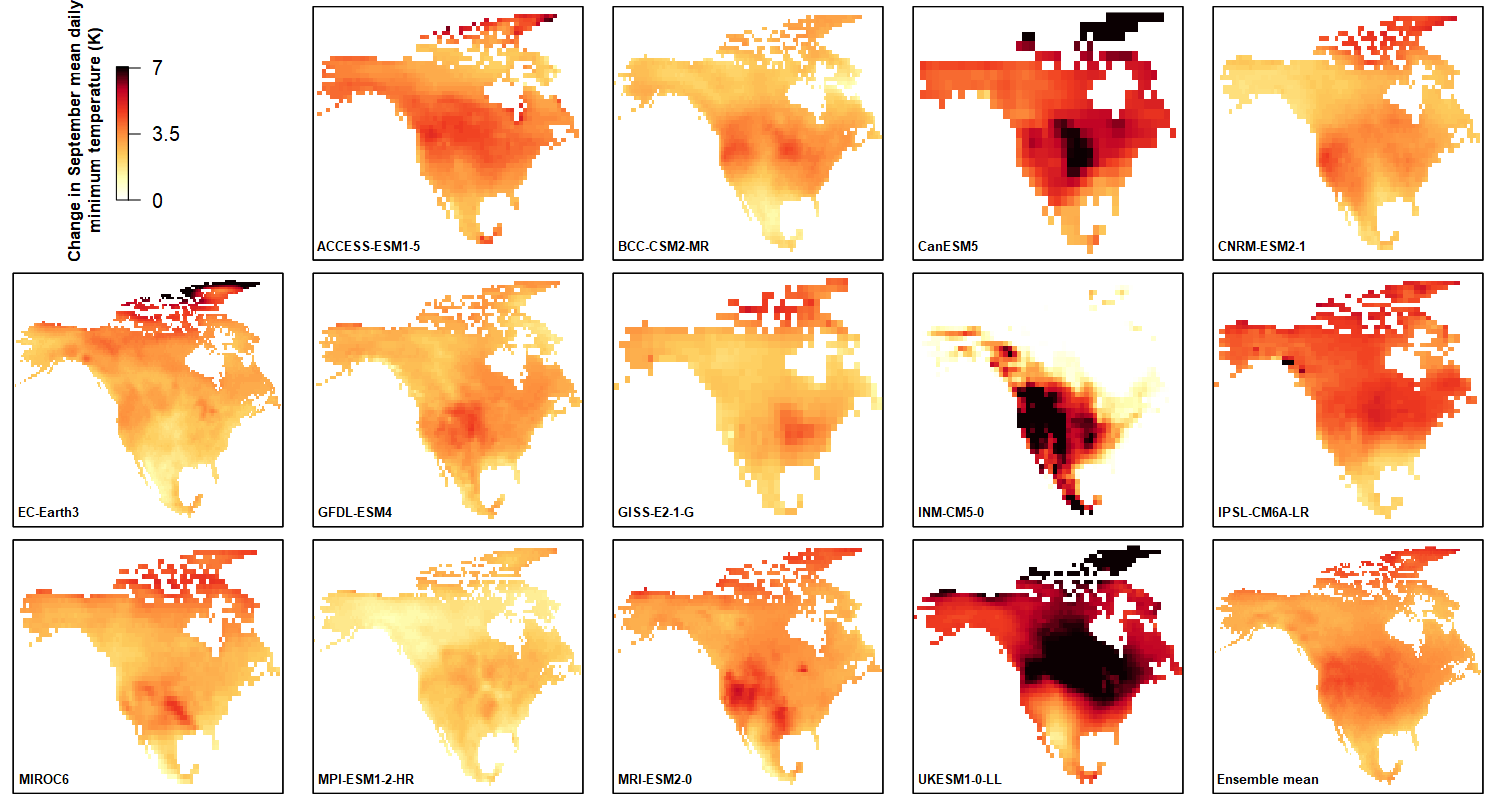 Change in September mean daily
minimum temperature (K)
7
3.5
0
ACCESS-ESM1-5
BCC-CSM2-MR
CanESM5
CNRM-ESM2-1
EC-Earth3
GFDL-ESM4
GISS-E2-1-G
INM-CM5-0
IPSL-CM6A-LR
MIROC6
MPI-ESM1-2-HR
MRI-ESM2-0
UKESM1-0-LL
Ensemble mean